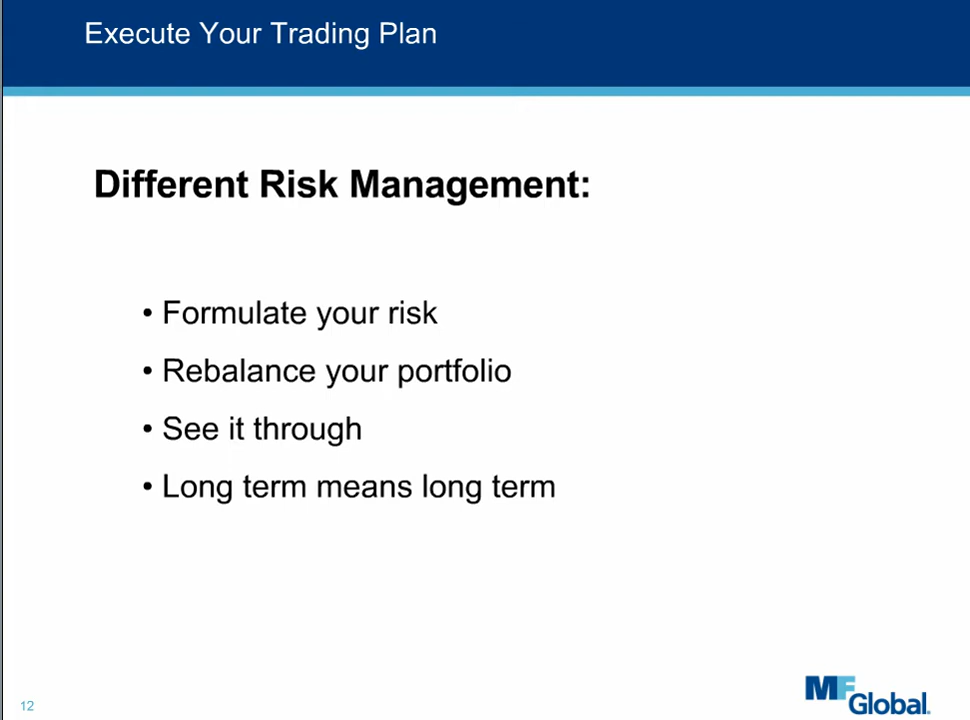 Execute Your Trading Plan
Different Risk Management:
• Formulate your risk
• Rebalance your portfolio
• See it through
• Long term means long term
12
MF Global.